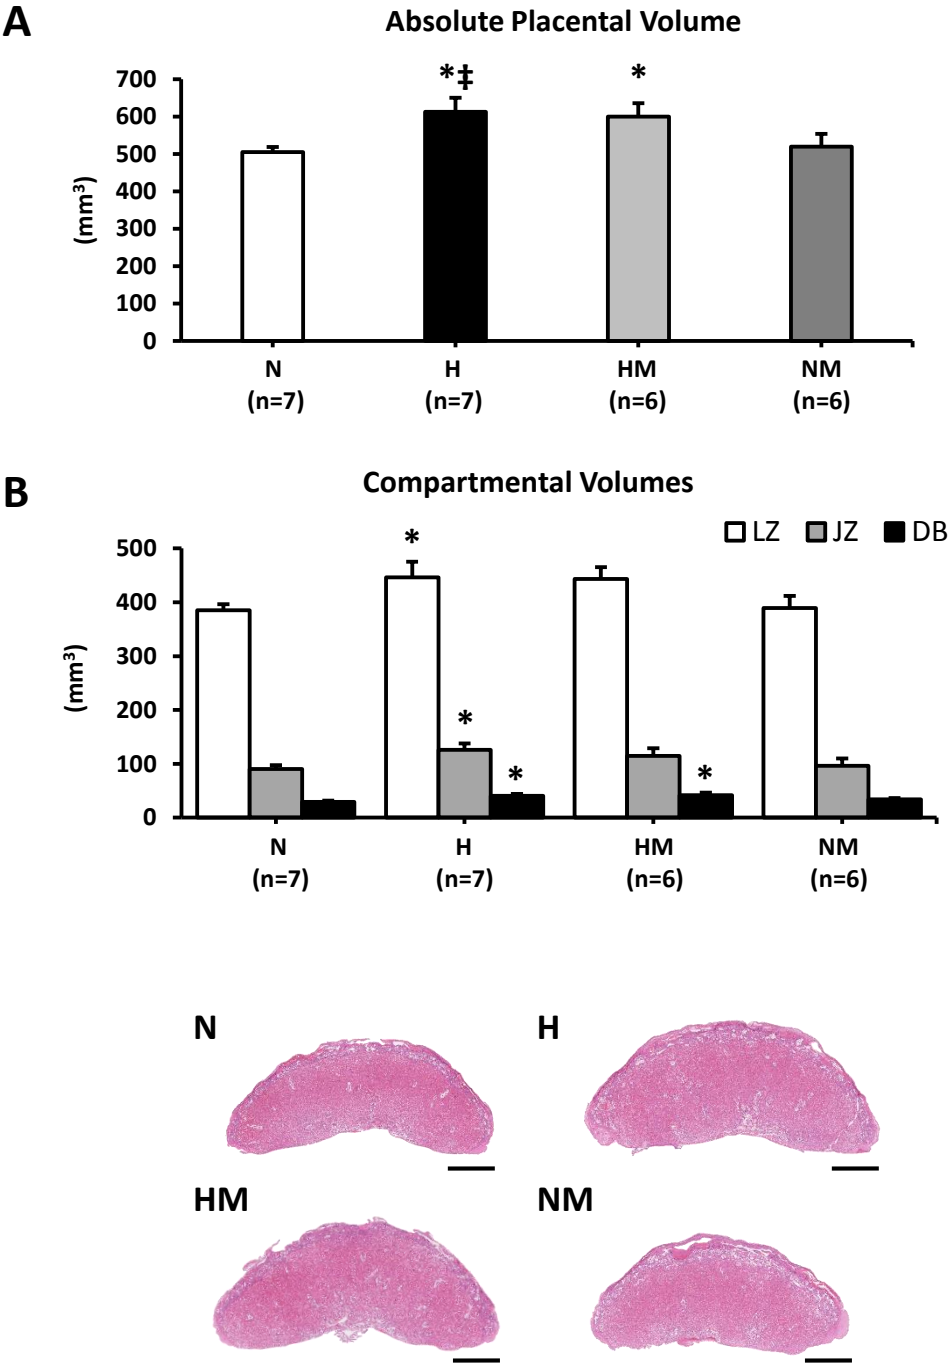 A
Absolute Placental Volume
*‡ *
700
600
500
400
300
200
100
0
(mm³)
N H HM NM
(n=7) (n=7) (n=6) (n=6)
B
Compartmental Volumes
LZ JZ DB
*
*
* *
500
400
300
200
100
0
(mm³)
N H HM NM
(n=7) (n=7) (n=6) (n=6)
N H
HM NM